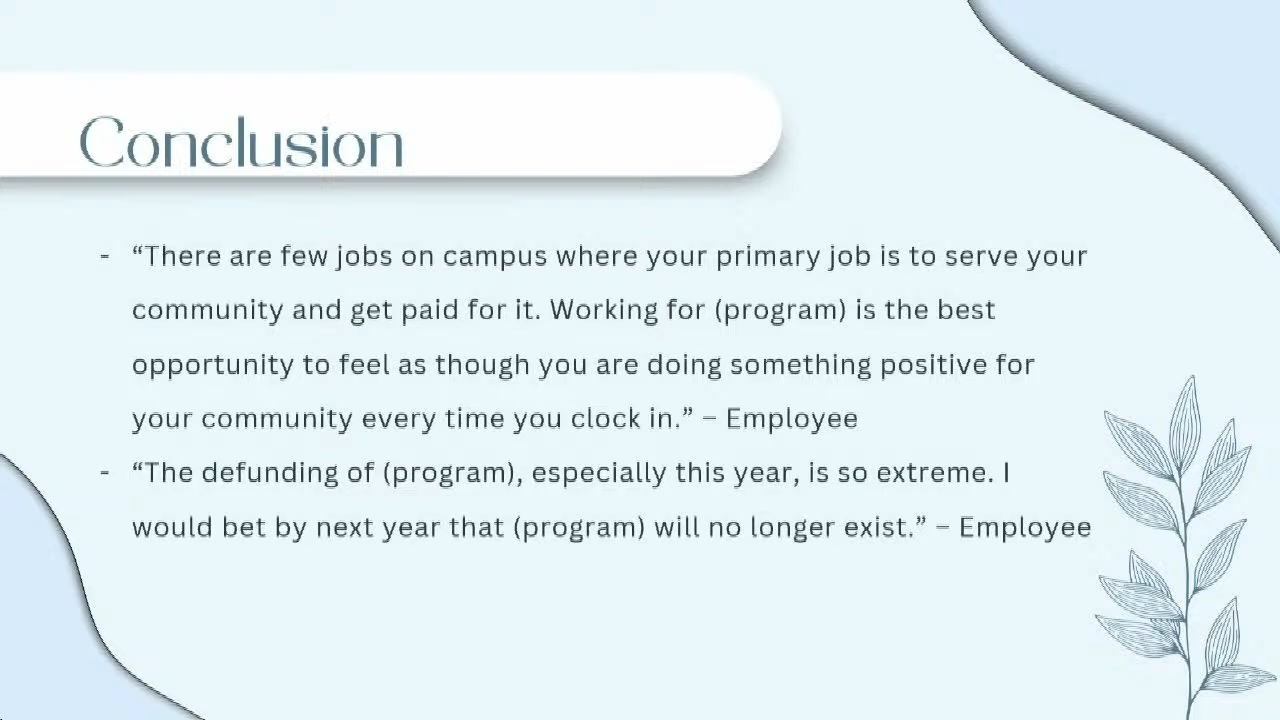 Conclusion
- “There are few jobs on campus where your primary job is to serve your
community and get paid for it. Working for (program) is the best
opportunity to feel as though you are doing something positive for
your community every time you clock in.” – Employee
- “The defunding of (program), especially this year, is so extreme. I
would bet by next year that (program) will no longer exist.” – Employee